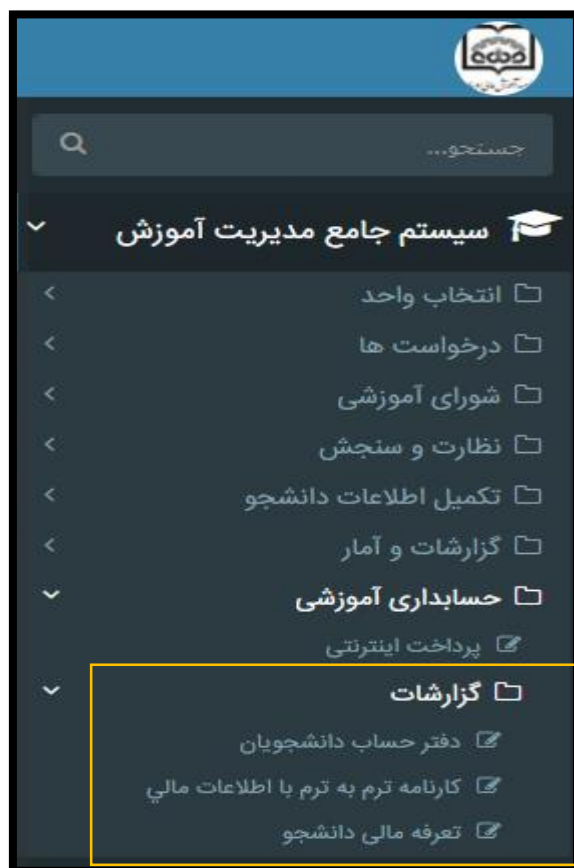 جستجو...
سیستم جامع مدیریت آموزش
انتخاب واحد
درخواست ها
شورای آموزشی
نظارت و سنجش
تکمیل اطلاعات دانشجو
گزارشات و آمار
حسابداری آموزشی
پرداخت اینترنتی
گزارشات
دفتر حساب دانشجویان
کارنامه ترم به ترم با اطلاعات مالي
تعرفه مالی دانشجو